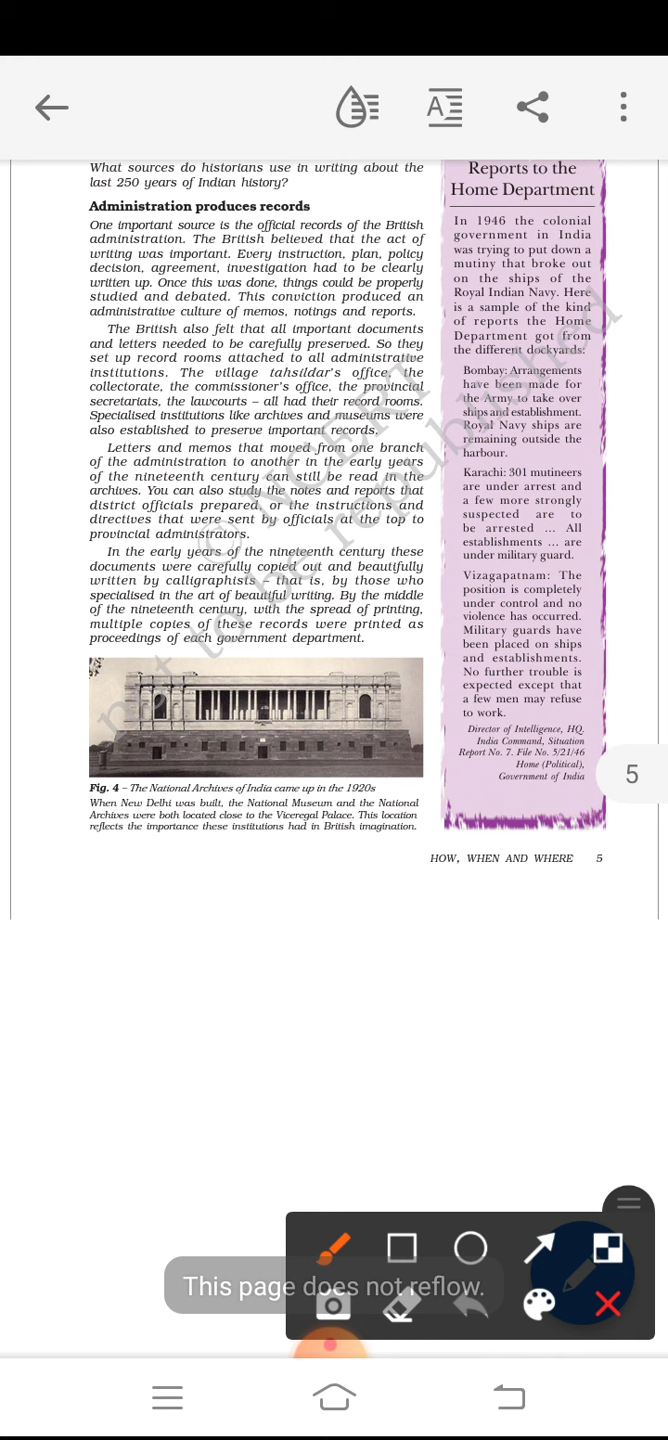 What sources do historians use in writing about the
last 250 years of Indian history?
Administration produces records
One important source is the official records of the British
administration. The British believed that the act of
writing was important. Every instruction, plan, policy
decision, agreement, investigation had to be clearly
written up. Once this was done, things could be properly
studied and debated. This conviction produced an
administrative culture of memos, notings and reports.
The British also felt that all important documents
and letters needed to be carefully preserved. So they
set up record rooms attached to all administrative
institutions. The village tahsildar's office, the
collectorate, the commissioner's office, the provincial
secretariats, the lawcourts – all had their record rooms.
Specialised institutions like archives and museums were
also established to preserve important records.
Letters and memos that moved from one branch
of the administration to another in the early years
of the nineteenth century can still be read in the
archives. You can also study the notes and reports that
district officials prepared, or the instructions and
directives that were sent by officials at the top to
provincial administrators.
In the early years of the nineteenth century these
documents were carefully copied out and beautifully
written by calligraphists – that is, by those who
specialised in the art of beautiful writing. By the middle
of the nineteenth century, with the spread of printing,
multiple copies of these records were printed as
proceedings of each government department.
Fig. 4 – The National Archives of India came up in the 1920s
When New Delhi was built, the National Museum and the National
Archives were both located close to the Viceregal Palace. This location
reflects the importance these institutions had in British imagination.
Reports to the
Home Department
In 1946 the colonial
government in India
was trying to put down a
mutiny that broke out
on the ships of the
Royal Indian Navy. Here
is a sample of the kind
of reports the Home
Department got from
the different dockyards:
Bombay: Arrangements
have been made for
the Army to take over
ships and establishment.
Royal Navy ships are
remaining outside the
harbour.
Karachi: 301 mutineers
are under arrest and
a few more strongly
suspected are to
be arrested ... All
establishments ... are
under military guard.
Vizagapatnam: The
position is completely
under control and no
violence has occurred.
Military guards have
been placed on ships
and establishments.
No further trouble is
expected except that
a few men may refuse
to work.
Director of Intelligence, HQ.
India Command, Situation
Report No. 7. File No. 5/21/46
Home (Political),
Government of India
5
HOW, WHEN AND WHERE 5
© NCERT
not to be republished
This page does not reflow.